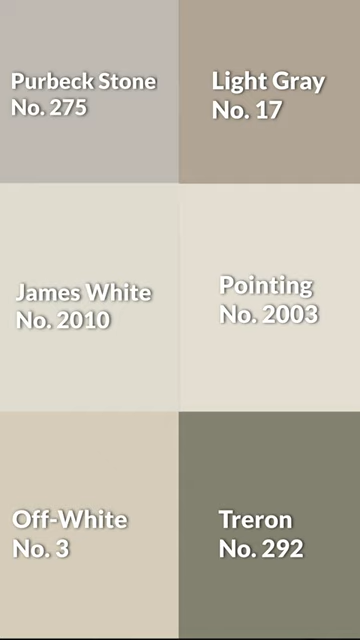 Purbeck Stone
No. 275
Light Gray
No. 17
James White
No. 2010
Pointing
No. 2003
Off-White
No. 3
Treron
No. 292